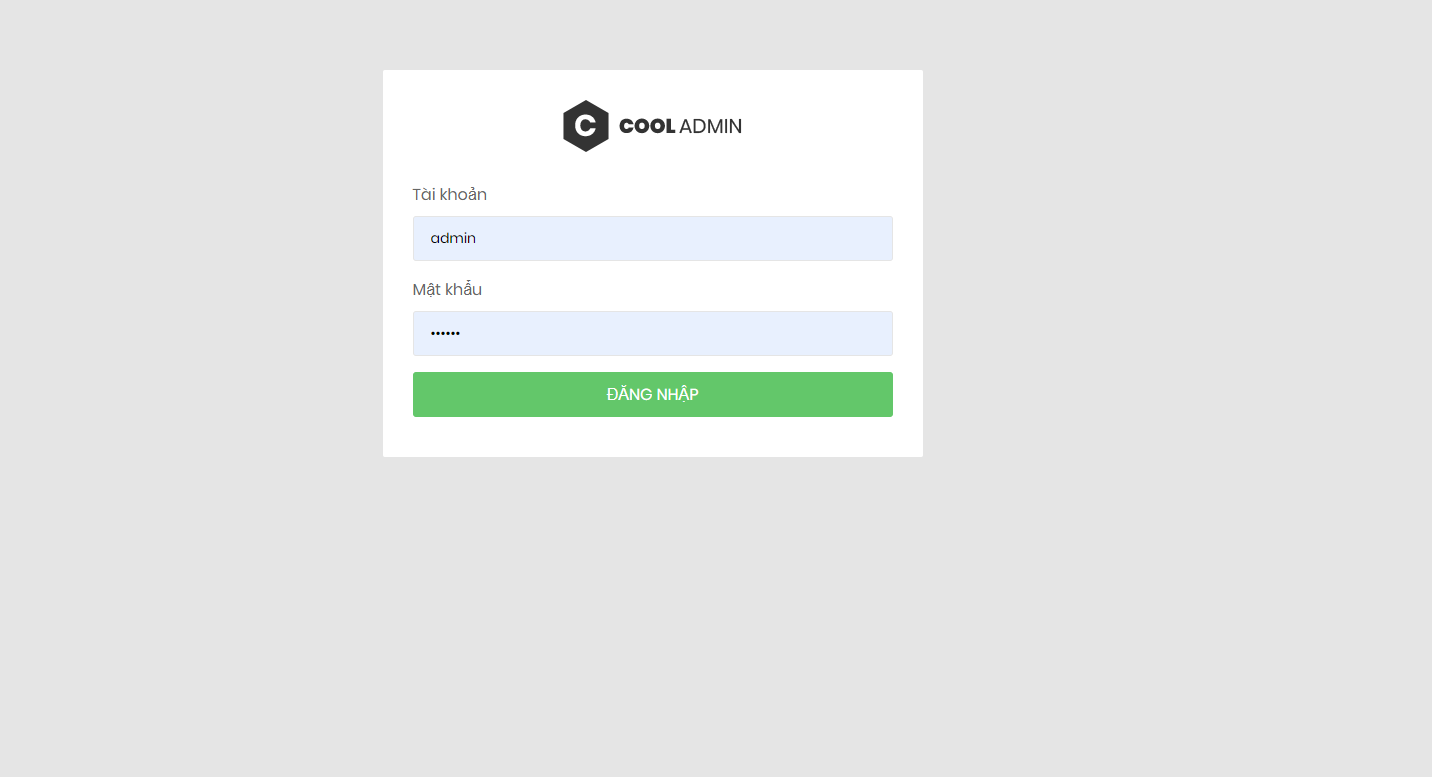 C COOL ADMIN
Tài khoản
admin
Mật khẩu
••••••
ĐĂNG NHẬP